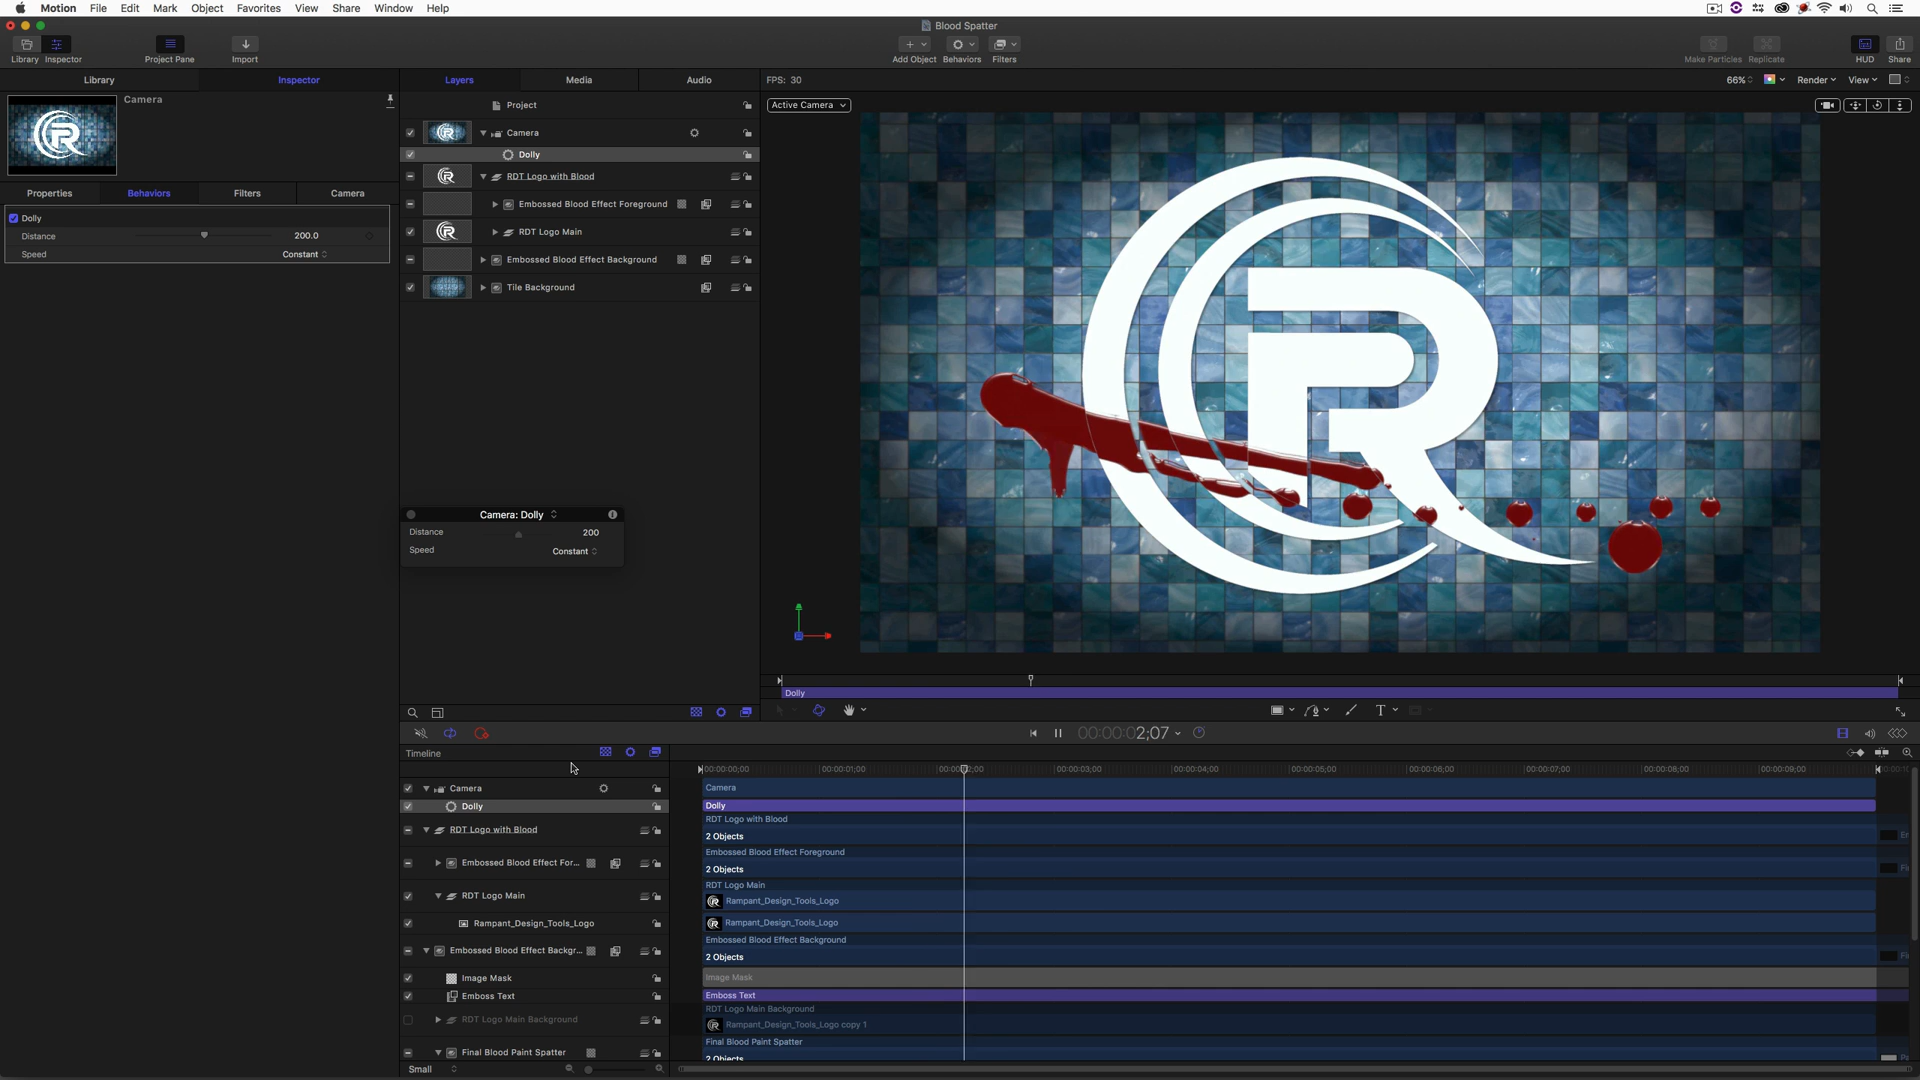 Motion File Edit Mark Object Favorites View Share Window Help
Blood Spatter
Library Inspector Project Pane Import Add Object Behaviors Filters Make Particles Replicate HUD Share
Library Inspector Layers Media Audio FPS: 30 66% Render View
Camera
Project
Active Camera
Camera
Dolly
RDT Logo with Blood
Properties Behaviors Filters Camera
Embossed Blood Effect Foreground
Dolly
RDT Logo Main
Distance 200.0
Speed Constant
Embossed Blood Effect Background
Tile Background
Camera: Dolly
Distance 200
Speed Constant
Dolly
00:00:02;07
Timeline
00:00:00;00 00:00:01;00 00:00:03;00 00:00:04;00 00:00:05;00 00:00:06;00 00:00:07;00 00:00:08;00 00:00:09;00
Camera Camera
Dolly Dolly
RDT Logo with Blood RDT Logo with Blood
2 Objects
Embossed Blood Effect For... Embossed Blood Effect Foreground
2 Objects
RDT Logo Main RDT Logo Main
Rampant_Design_Tools_Logo
Rampant_Design_Tools_Logo Rampant_Design_Tools_Logo
Embossed Blood Effect Backgr... Embossed Blood Effect Background
2 Objects
Image Mask Image Mask
Emboss Text Emboss Text
RDT Logo Main Background RDT Logo Main Background
Rampant_Design_Tools_Logo copy 1
Final Blood Paint Spatter Final Blood Paint Spatter
2 Objects
Small